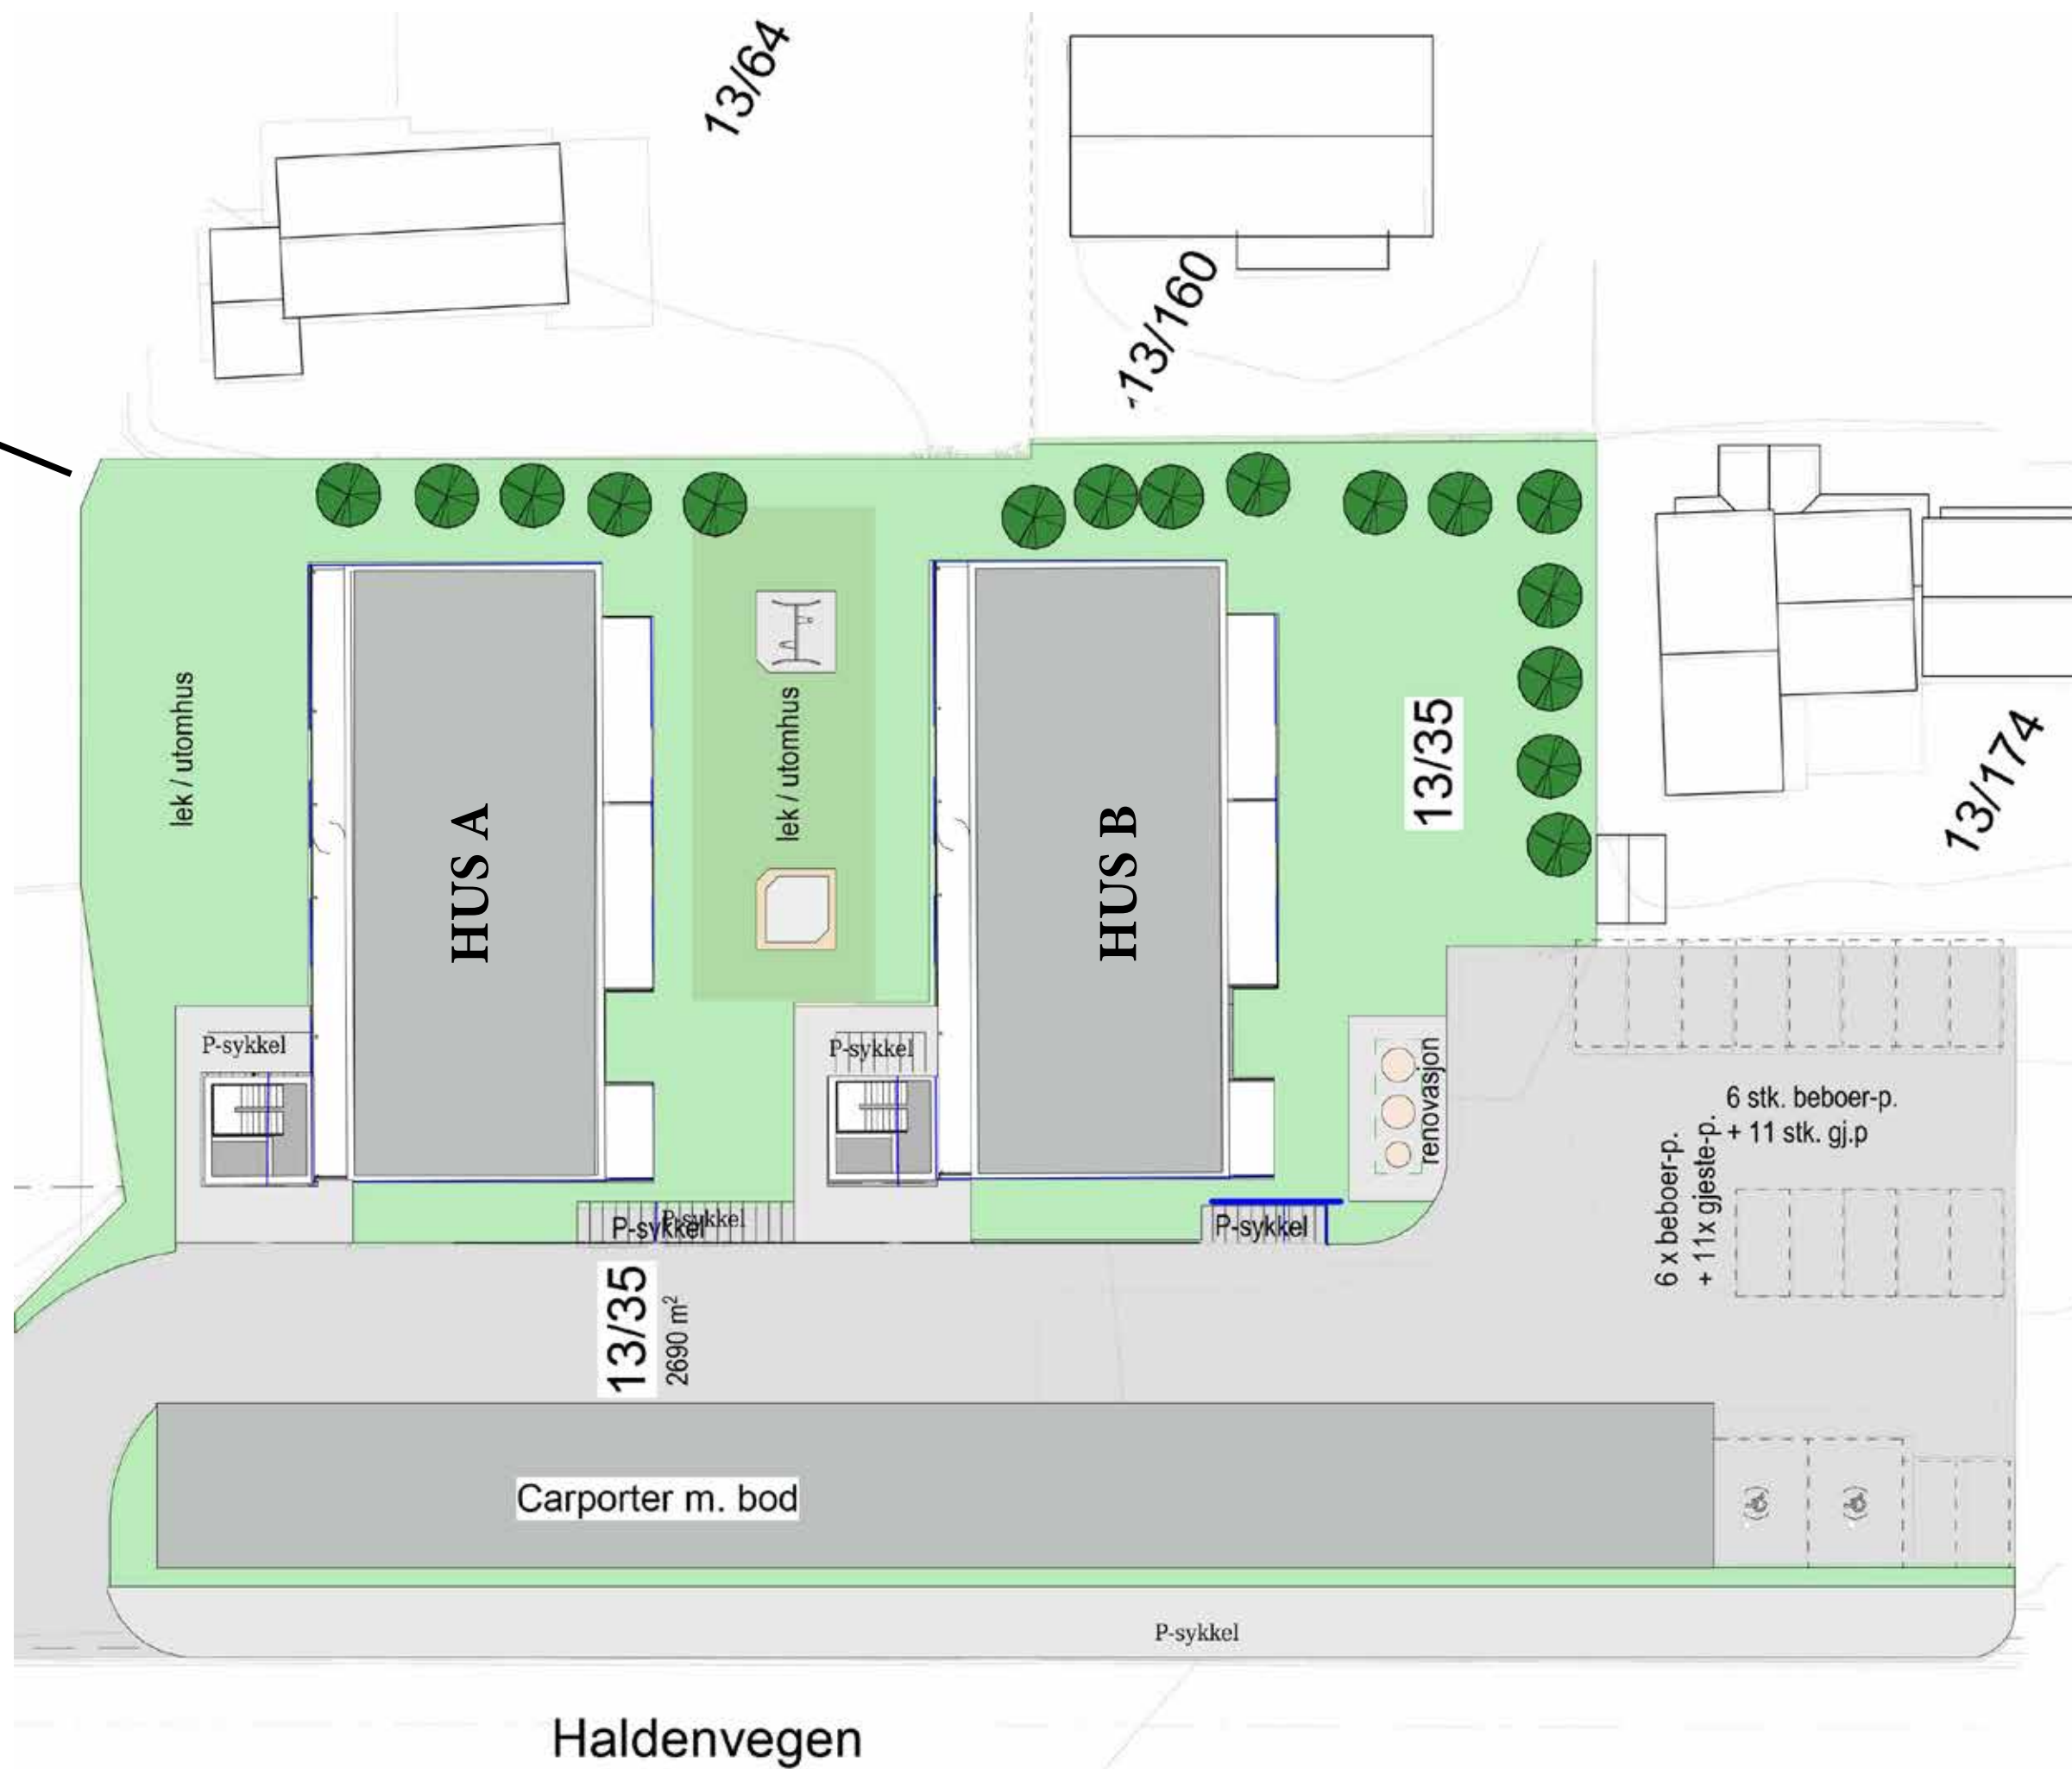 13/64
13/160
13/174
lek / utomhus
HUS A
lek / utomhus
HUS B
13/35
P-sykkel
P-sykkel
renovasjon
6 stk. beboer-p.
+ 11 stk. gj.p
6 x beboer-p.
+ 11x gjeste-p.
P-sykkel
P-sykkel
P-sykkel
13/35
2690 m²
Carporter m. bod
P-sykkel
Haldenvegen